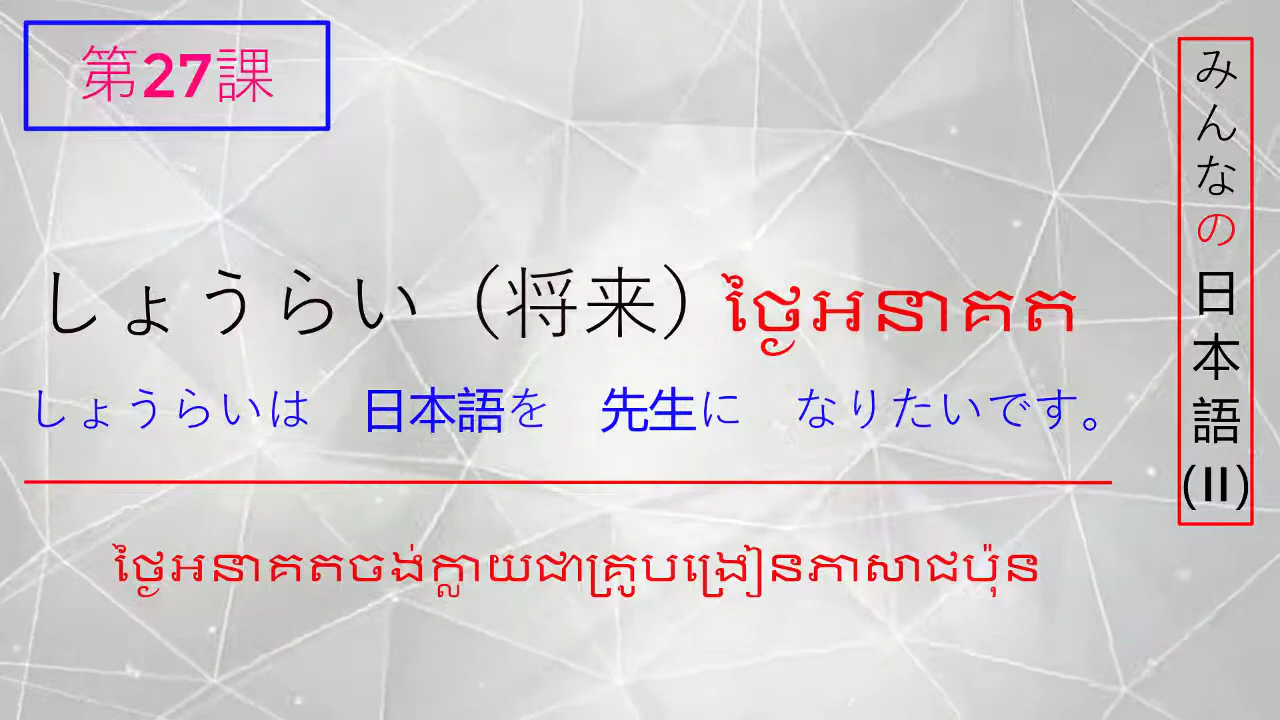 第27課
しょうらい（将来）ថ្ងៃអនាគត
しょうらいは　日本語を　先生に　なりたいです。
ថ្ងៃអនាគតចង់ក្លាយជាគ្រូបង្រៀនភាសាជប៉ុន
みんなの日本語(II)